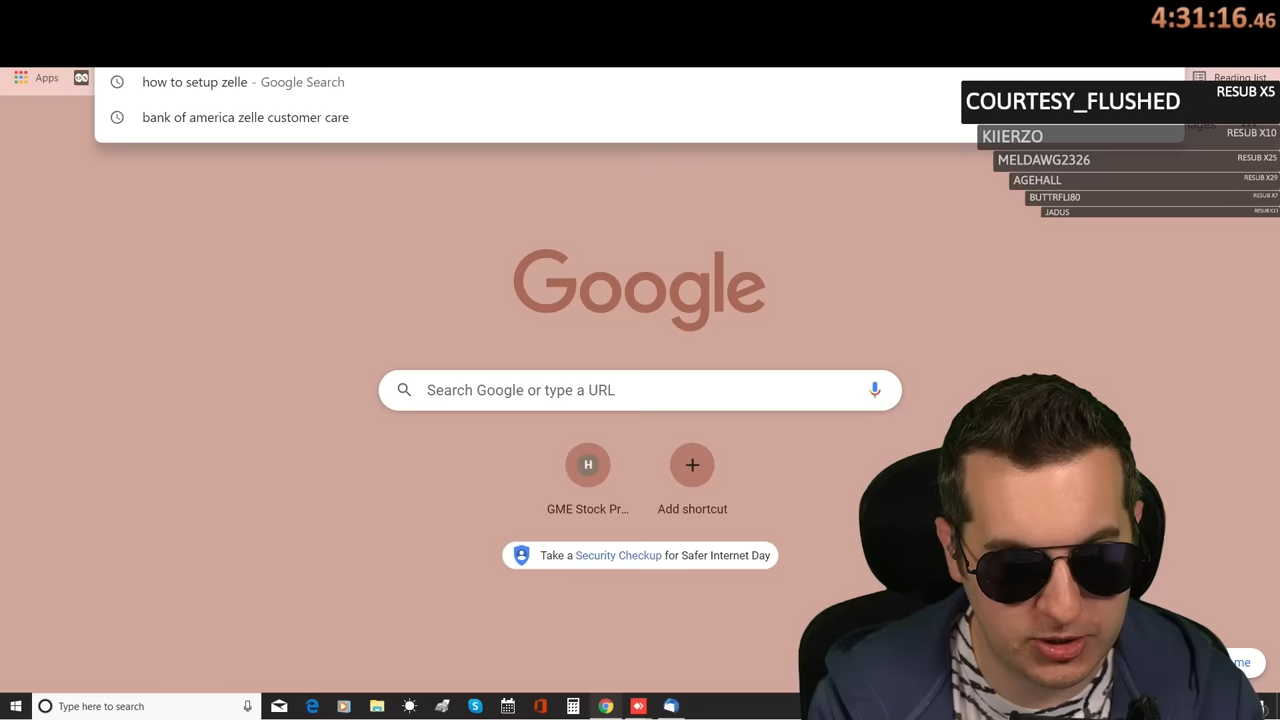 4:31:16.46
Apps
how to setup zelle - Google Search
Reading list
bank of america zelle customer care
COURTESY_FLUSHED RESUB X5
KIIERZO RESUB X10
MELDAWG2326 RESUB X25
AGEHALL RESUB X29
BUTTRFLI80 RESUB X7
JADUS
Google
Search Google or type a URL
H
GME Stock Pr...
Add shortcut
Take a Security Checkup for Safer Internet Day
me
Type here to search